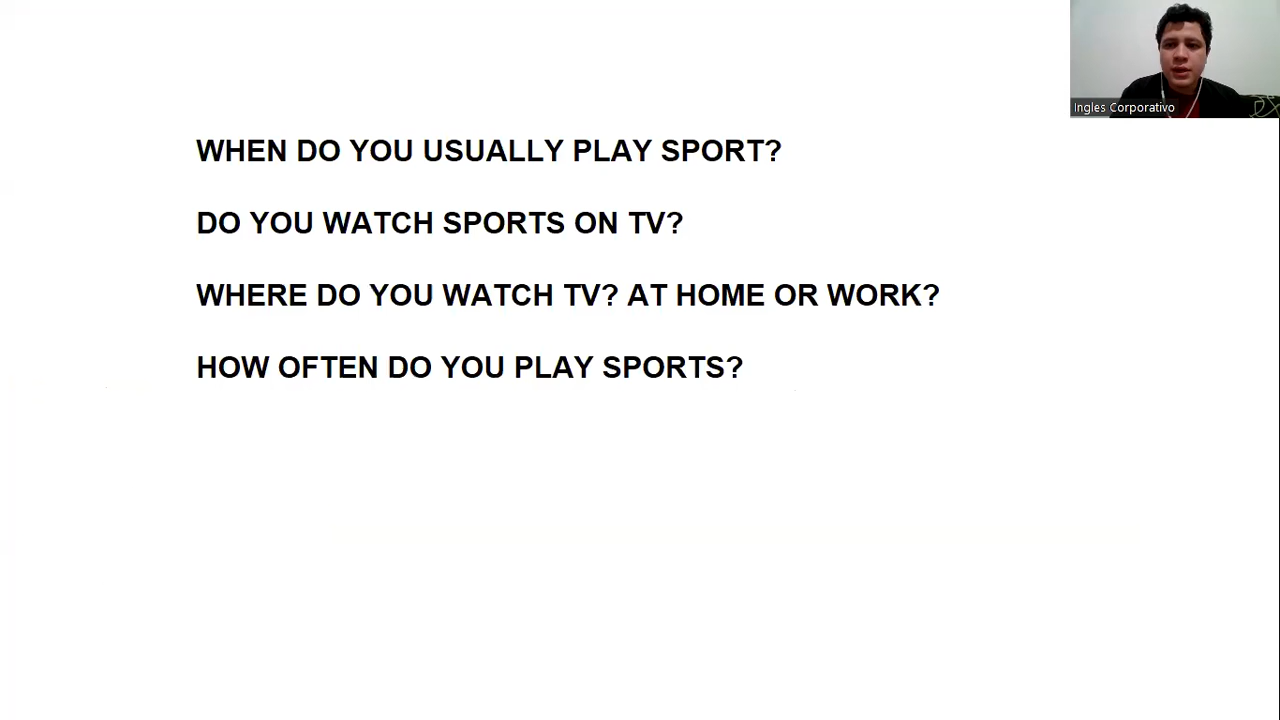 Ingles Corporativo
WHEN DO YOU USUALLY PLAY SPORT?
DO YOU WATCH SPORTS ON TV?
WHERE DO YOU WATCH TV? AT HOME OR WORK?
HOW OFTEN DO YOU PLAY SPORTS?